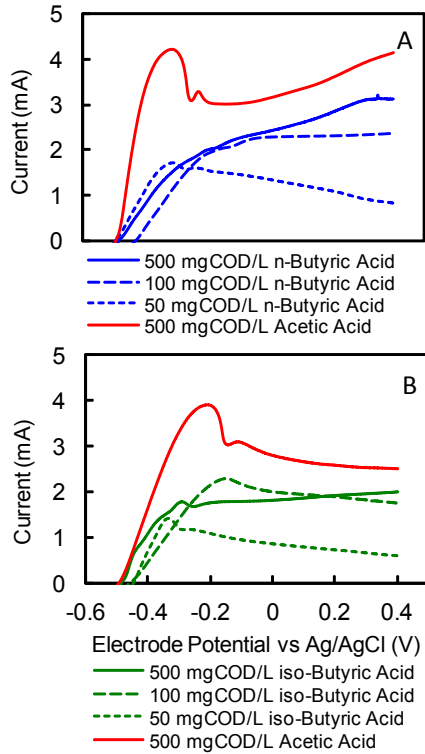 5
4
3
2
1
0
Current (mA)
A
500 mgCOD/L n-Butyric Acid
100 mgCOD/L n-Butyric Acid
50 mgCOD/L n-Butyric Acid
500 mgCOD/L Acetic Acid
5
4
3
2
1
0
Current (mA)
B
-0.6 -0.4 -0.2 0 0.2 0.4
Electrode Potential vs Ag/AgCl (V)
500 mgCOD/L iso-Butyric Acid
100 mgCOD/L iso-Butyric Acid
50 mgCOD/L iso-Butyric Acid
500 mgCOD/L Acetic Acid